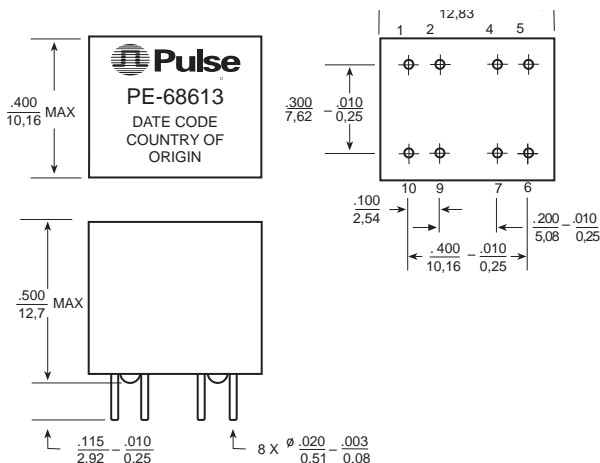 12,83
1 2 4 5
Pulse
PE-68613
DATE CODE
COUNTRY OF
ORIGIN
.400
10,16 MAX
.300 – .010
7,62 0,25
10 9 7 6
.100
2,54
.200 – .010
5,08 0,25
.400 – .010
10,16 0,25
.500
12,7 MAX
.115 – .010
2.92 0.25
8 X ø .020 – .003
0.51 0.08